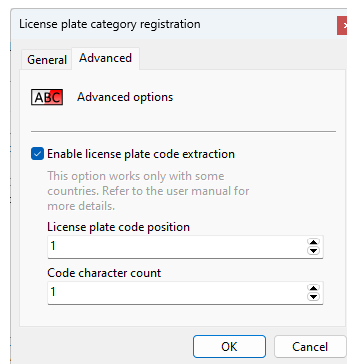 License plate category registration
General Advanced
ABC Advanced options
Enable license plate code extraction
This option works only with some
countries. Refer to the user manual for
more details.
License plate code position
1
Code character count
1
OK Cancel